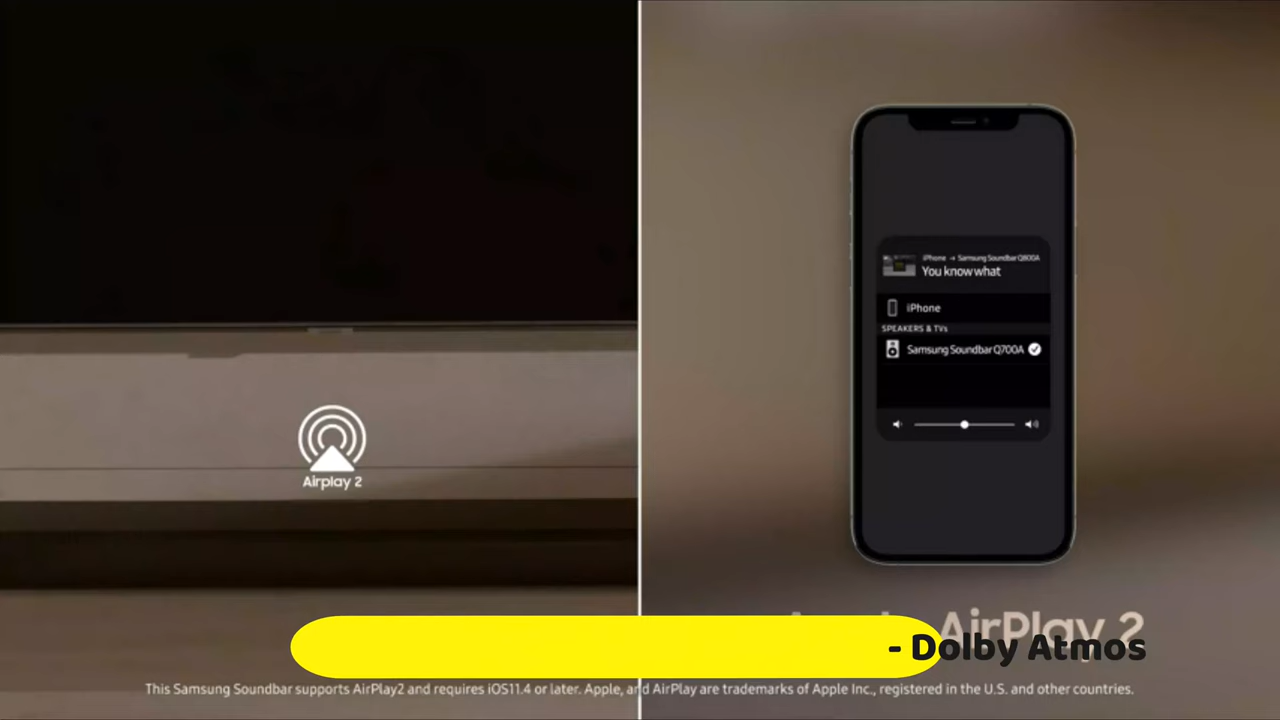 iPhone → Samsung Soundbar Q800A
You know what
iPhone
SPEAKERS & TVs
Samsung Soundbar Q700A
Airplay 2
AirPlay 2
- Dolby Atmos
This Samsung Soundbar supports AirPlay2 and requires iOS11.4 or later. Apple, and AirPlay are trademarks of Apple Inc., registered in the U.S. and other countries.